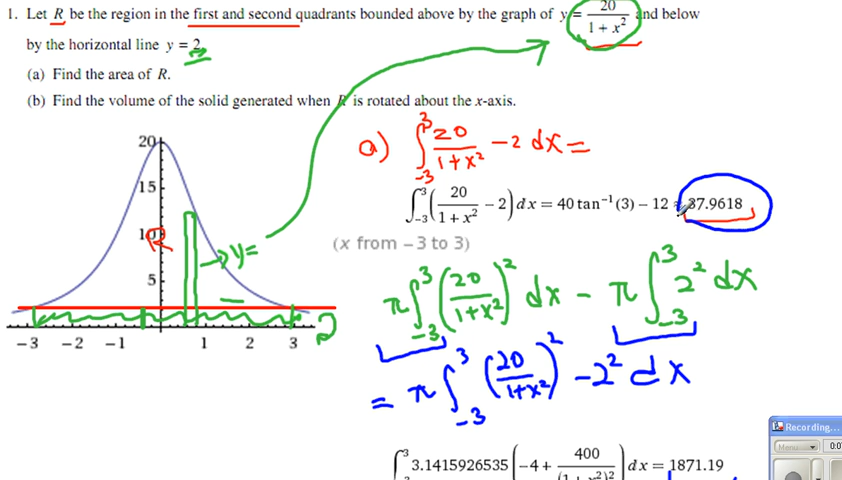 1. Let R be the region in the first and second quadrants bounded above by the graph of y = 20/(1 + x²) and below
by the horizontal line y = 2.
(a) Find the area of R.
(b) Find the volume of the solid generated when R is rotated about the x-axis.
a) ∫₋₃³ 20/(1+x²) − 2 dx =
∫₋₃³ (20/(1 + x²) − 2) dx = 40 tan⁻¹(3) − 12 ≈ 37.9618
(x from −3 to 3)
π ∫₋₃³ (20/(1+x²))² dx − π ∫₋₃³ 2² dx
= π ∫₋₃³ (20/(1+x²))² − 2² dx
∫³ 3.1415926535 (−4 + 400/(1 + x²)²) dx = 1871.19
20
15
10
5
R
y=
−3 −2 −1 1 2 3
Recording...
Menu
0:0